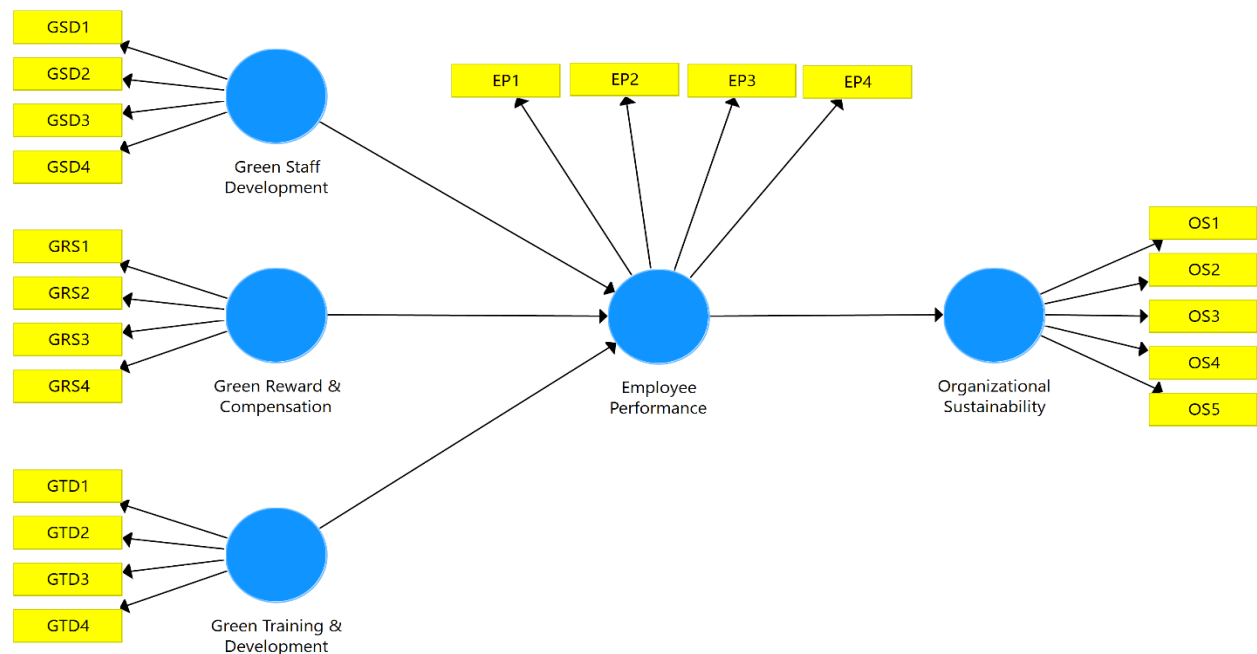 GSD1
GSD2
GSD3
GSD4
Green Staff
Development
EP1
EP2
EP3
EP4
GRS1
GRS2
GRS3
GRS4
Green Reward &
Compensation
Employee
Performance
OS1
OS2
OS3
OS4
OS5
Organizational
Sustainability
GTD1
GTD2
GTD3
GTD4
Green Training &
Development